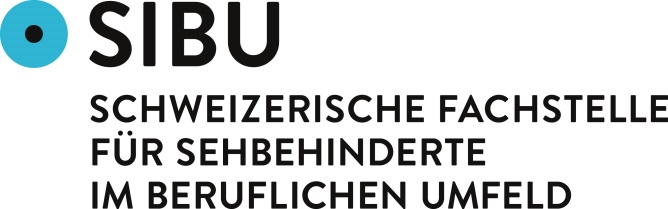 SIBU
SCHWEIZERISCHE FACHSTELLE
FÜR SEHBEHINDERTE
IM BERUFLICHEN UMFELD